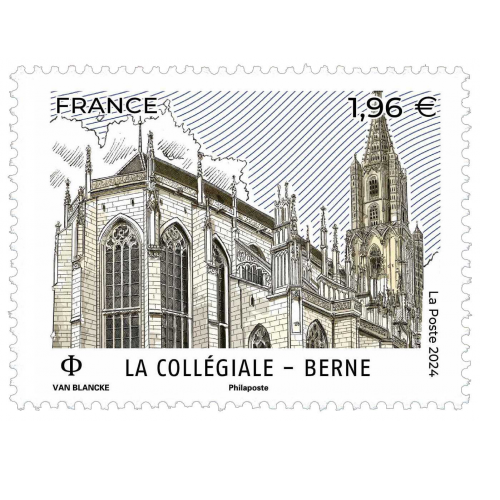 FRANCE
1,96 €
La Poste 2024
LA COLLÉGIALE - BERNE
VAN BLANCKE
Philaposte